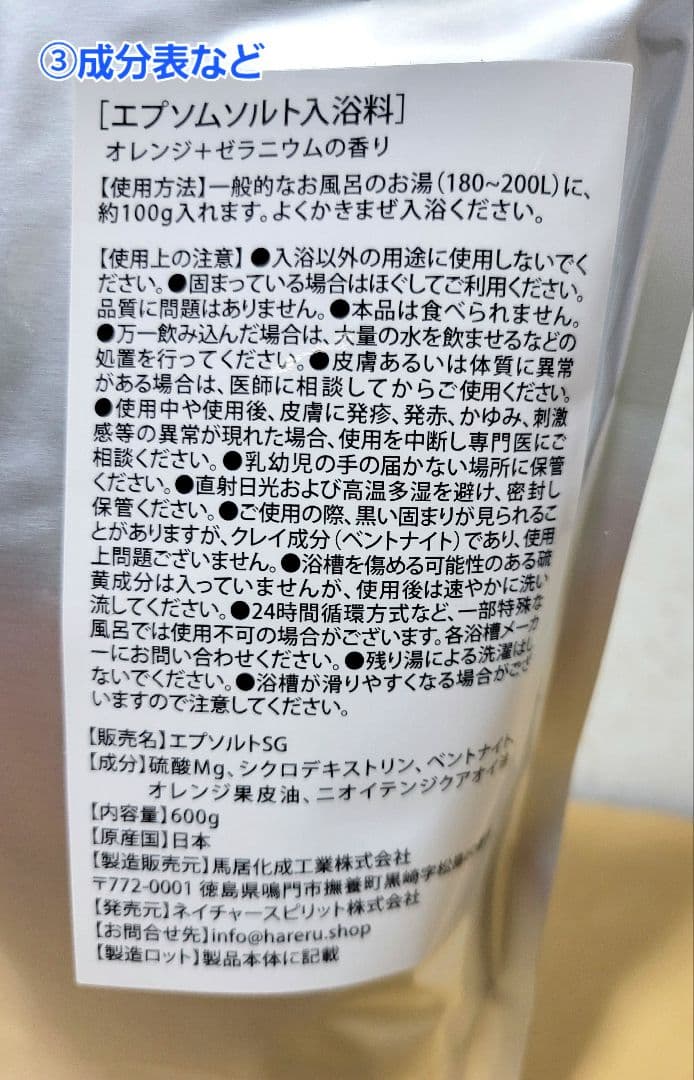 ③成分表など
[エプソムソルト入浴料]
オレンジ+ゼラニウムの香り
【使用方法】一般的なお風呂のお湯(180~200L)に、
約100g入れます。よくかきまぜ入浴ください。
【使用上の注意】●入浴以外の用途に使用しないでく
ださい。●固まっている場合はほぐしてご利用ください。
品質に問題はありません。●本品は食べられません。
●万一飲み込んだ場合は、大量の水を飲ませるなどの
処置を行ってください。●皮膚あるいは体質に異常
がある場合は、医師に相談してからご使用ください。
●使用中や使用後、皮膚に発疹、発赤、かゆみ、刺激
感等の異常が現れた場合、使用を中断し専門医にご
相談ください。●乳幼児の手の届かない場所に保管
ください。●直射日光および高温多湿を避け、密封し
保管ください。●ご使用の際、黒い固まりが見られるこ
とがありますが、クレイ成分(ベントナイト)であり、使用
上問題ございません。●浴槽を傷める可能性のある硫
黄成分は入っていませんが、使用後は速やかに洗い
流してください。●24時間循環方式など、一部特殊な
風呂では使用不可の場合がございます。各浴槽メーカ
ーにお問い合わせください。●残り湯による洗濯はし
ないでください。●浴槽が滑りやすくなる場合がござ
いますので注意してください。
【販売名】エプソルトSG
【成分】硫酸Mg、シクロデキストリン、ベントナイト、
オレンジ果皮油、ニオイテンジクアオイ油
【内容量】600g
【原産国】日本
【製造販売元】馬居化成工業株式会社
〒772-0001 徳島県鳴門市撫養町黒崎字松島
【発売元】ネイチャースピリット株式会社
【お問合せ先】info@hareru.shop
【製造ロット】製品本体に記載